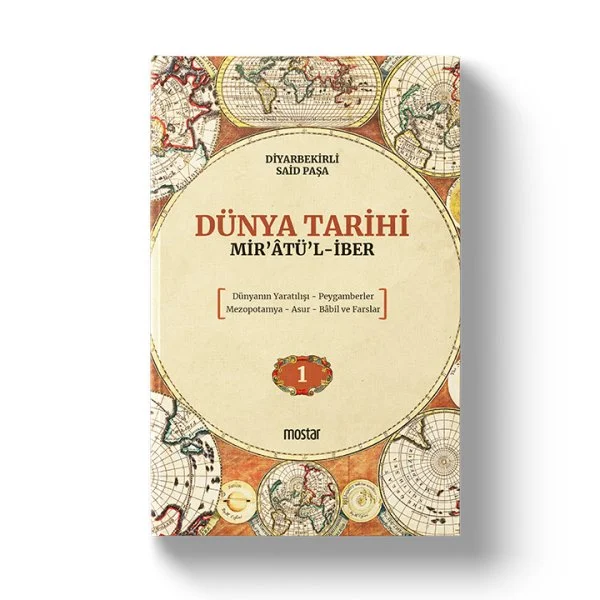 DİYARBEKİRLİ
SAİD PAŞA
DÜNYA TARİHİ
MİR’ÂTÜ’L-İBER
Dünyanın Yaratılışı - Peygamberler
Mezopotamya - Asur - Bâbil ve Farslar
1
mostar